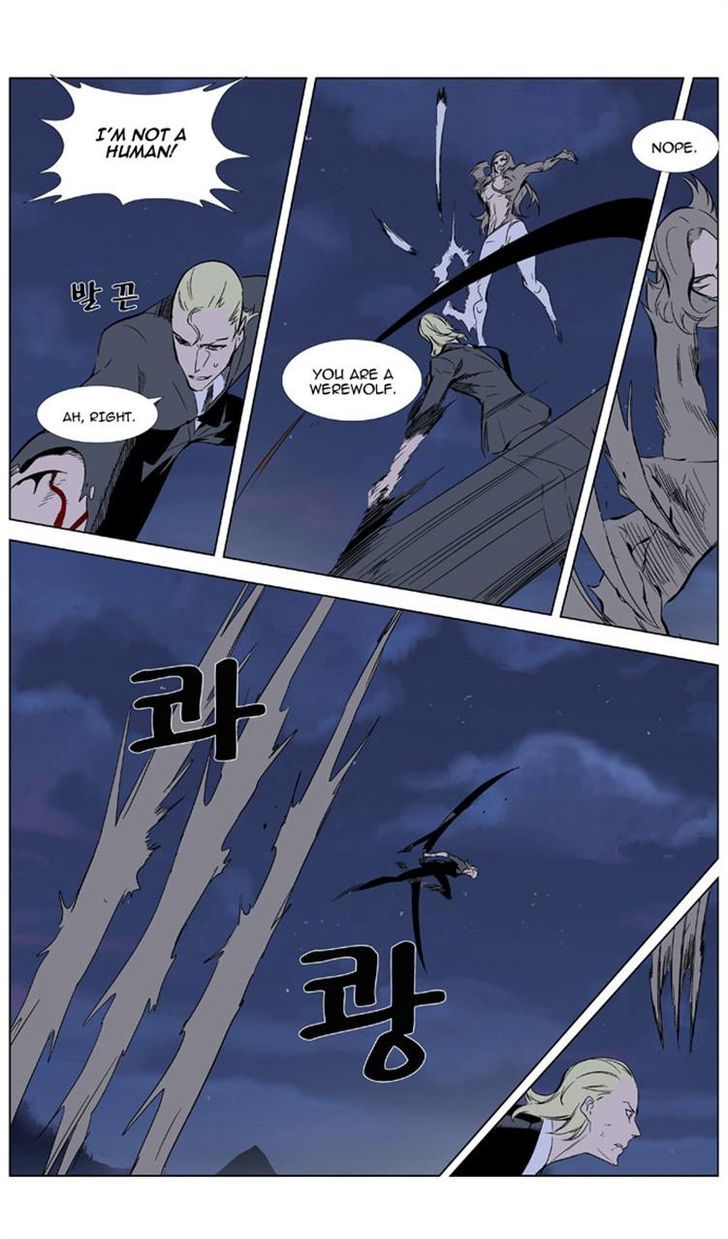 I'M NOT A
HUMAN!
발끈
AH, RIGHT.
YOU ARE A
WEREWOLF.
NOPE.
콰
쾅